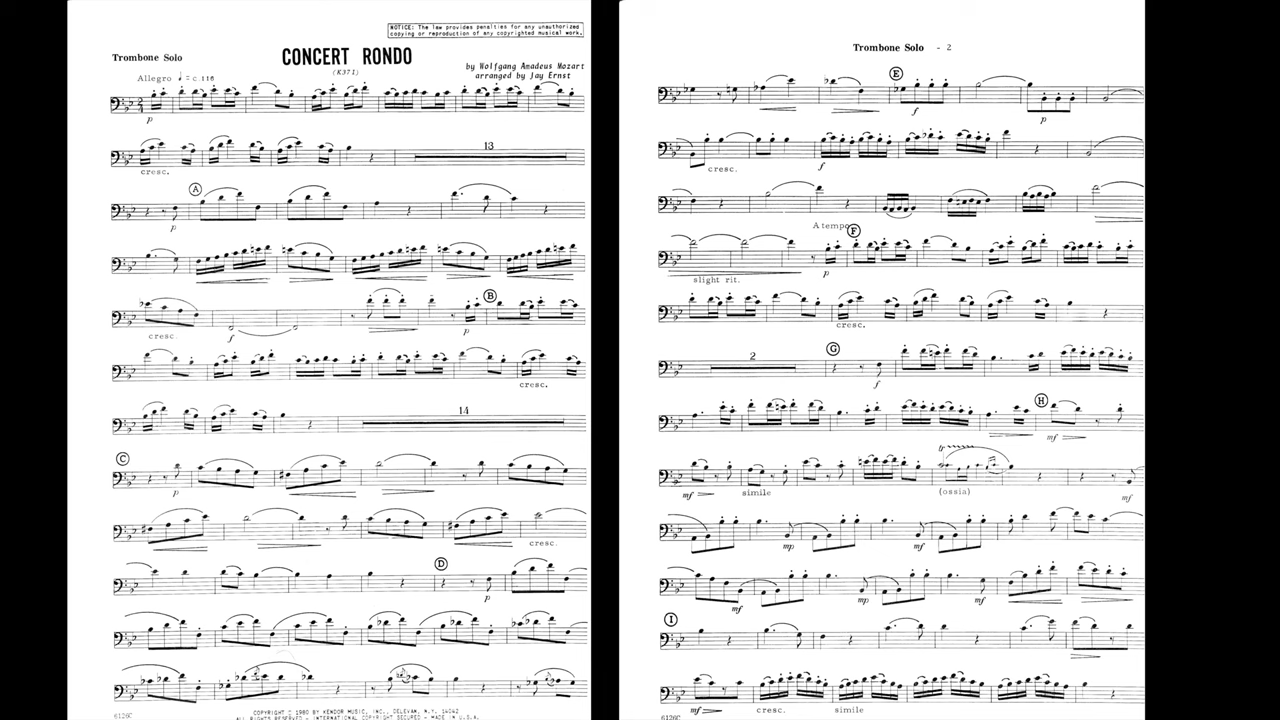 NOTICE: The law provides penalties for any unauthorized
copying or reproduction of any copyrighted musical work.
Trombone Solo
CONCERT RONDO
(K371)
by Wolfgang Amadeus Mozart
arranged by Jay Ernst
Allegro ♩ = c.116
p
13
cresc.
A
p
B
cresc.
f
p
cresc.
14
C
p
cresc.
D
p
COPYRIGHT © 1980 BY KENDOR MUSIC, INC., DELEVAN, N.Y. 14042
ALL RIGHTS RESERVED - INTERNATIONAL COPYRIGHT SECURED - MADE IN U.S.A.
6126C
Trombone Solo - 2
E
f
p
cresc.
f
A tempo
F
slight rit.
p
cresc.
2
G
f
H
mf
tr
mf
simile
(ossia)
mf
mp
mf
mf
mp
mf
I
mf
cresc.
simile
6126C